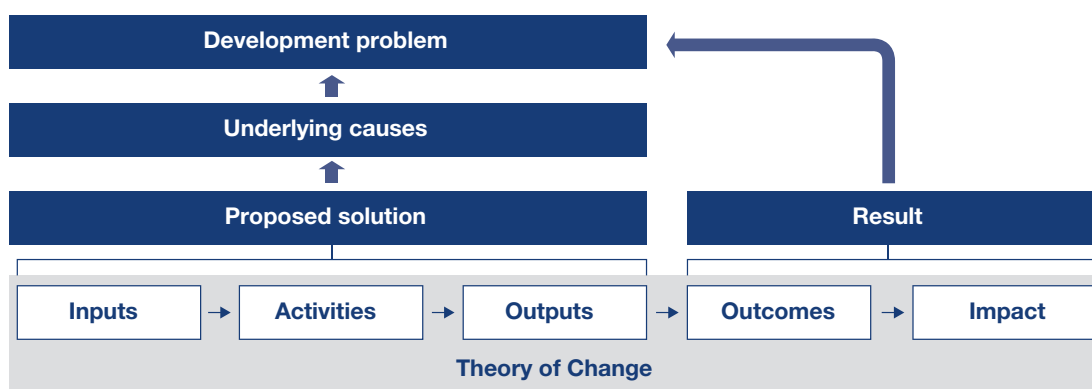 Development problem
Underlying causes
Proposed solution
Result
Inputs
Activities
Outputs
Outcomes
Impact
Theory of Change